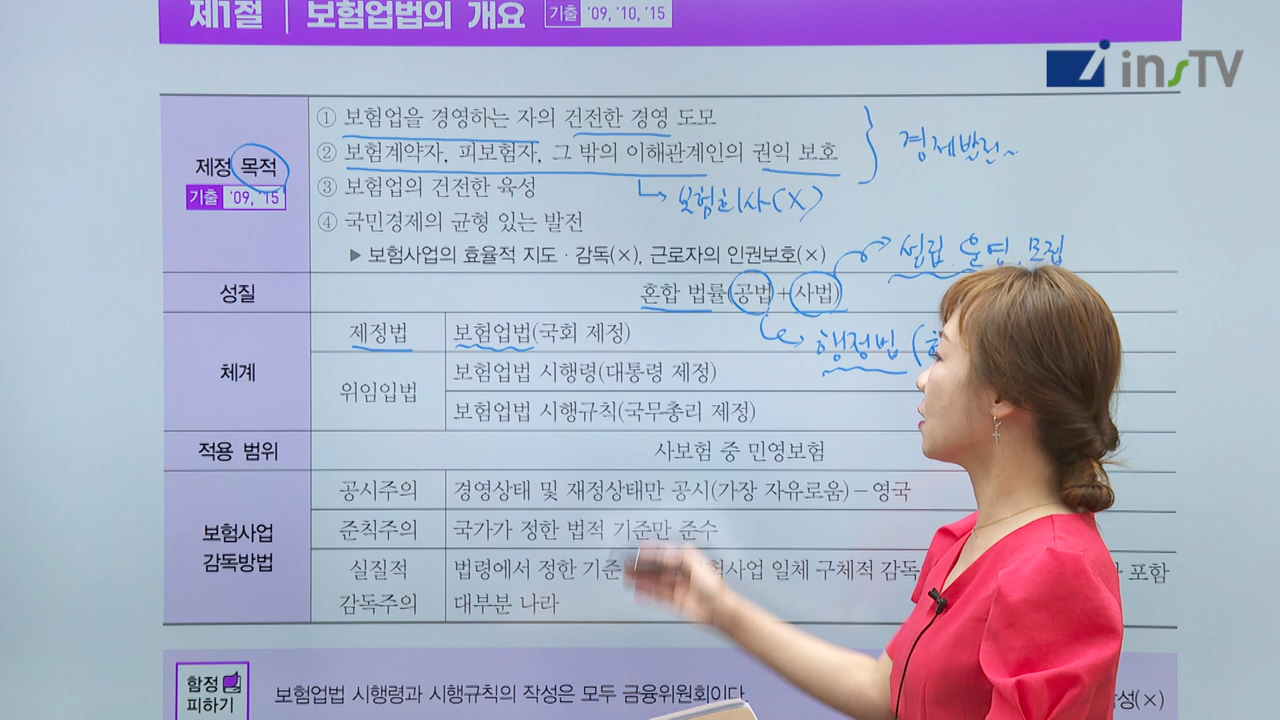 제1절 보험업법의 개요 기출 '09, '10, '15
insTV
제정 목적
기출 '09, '15
① 보험업을 경영하는 자의 건전한 경영 도모
② 보험계약자, 피보험자, 그 밖의 이해관계인의 권익 보호
③ 보험업의 건전한 육성
④ 국민경제의 균형 있는 발전
▶ 보험사업의 효율적 지도·감독(×), 근로자의 인권보호(×)
경제발전~
보험회사(X)
설립, 운영, 모집
성질
혼합 법률(공법+사법)
행정법
체계
제정법
보험업법(국회 제정)
위임입법
보험업법 시행령(대통령 제정)
보험업법 시행규칙(국무총리 제정)
적용 범위
사보험 중 민영보험
보험사업
감독방법
공시주의
경영상태 및 재정상태만 공시(가장 자유로움)－영국
준칙주의
국가가 정한 법적 기준만 준수
실질적
감독주의
법령에서 정한 기준 일체 구체적 감독 포함
대부분 나라
함정
피하기
보험업법 시행령과 시행규칙의 작성은 모두 금융위원회이다. (×)